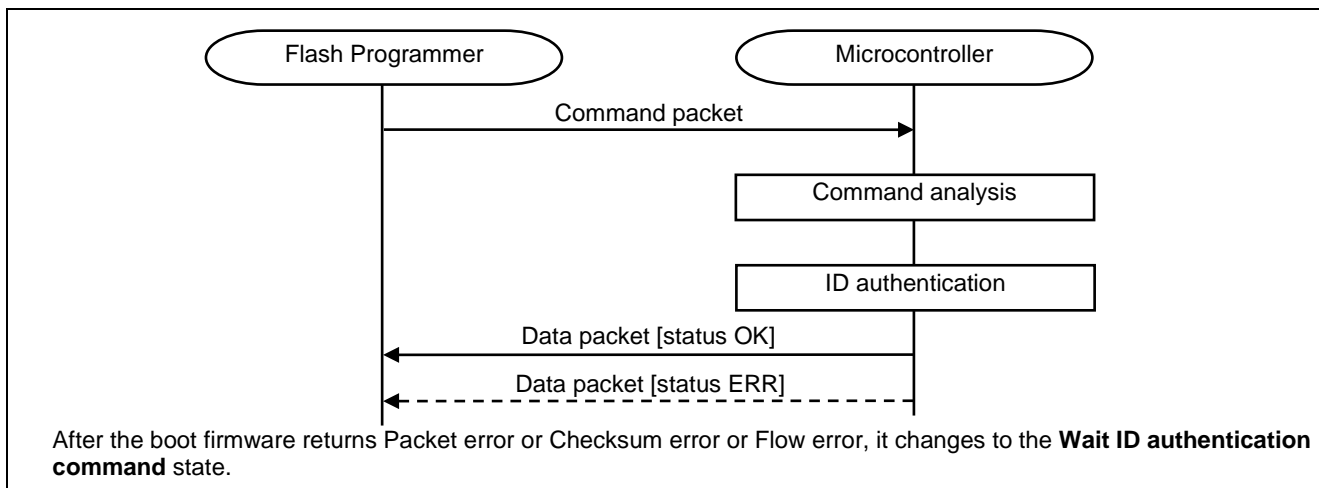 Flash Programmer
Microcontroller
Command packet
Command analysis
ID authentication
Data packet [status OK]
Data packet [status ERR]
After the boot firmware returns Packet error or Checksum error or Flow error, it changes to the Wait ID authentication
command state.